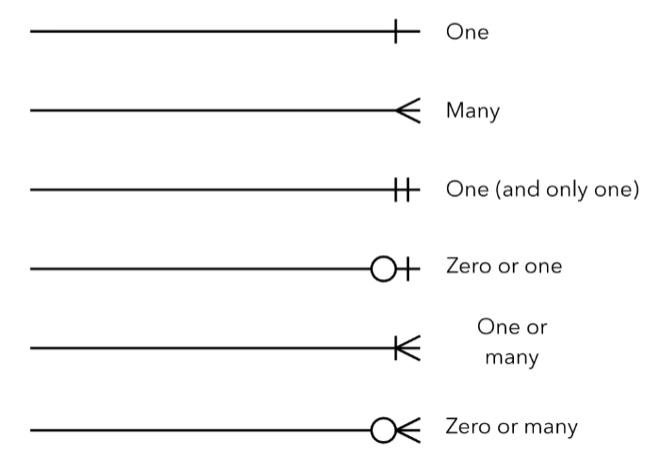 One
Many
One (and only one)
Zero or one
One or
many
Zero or many